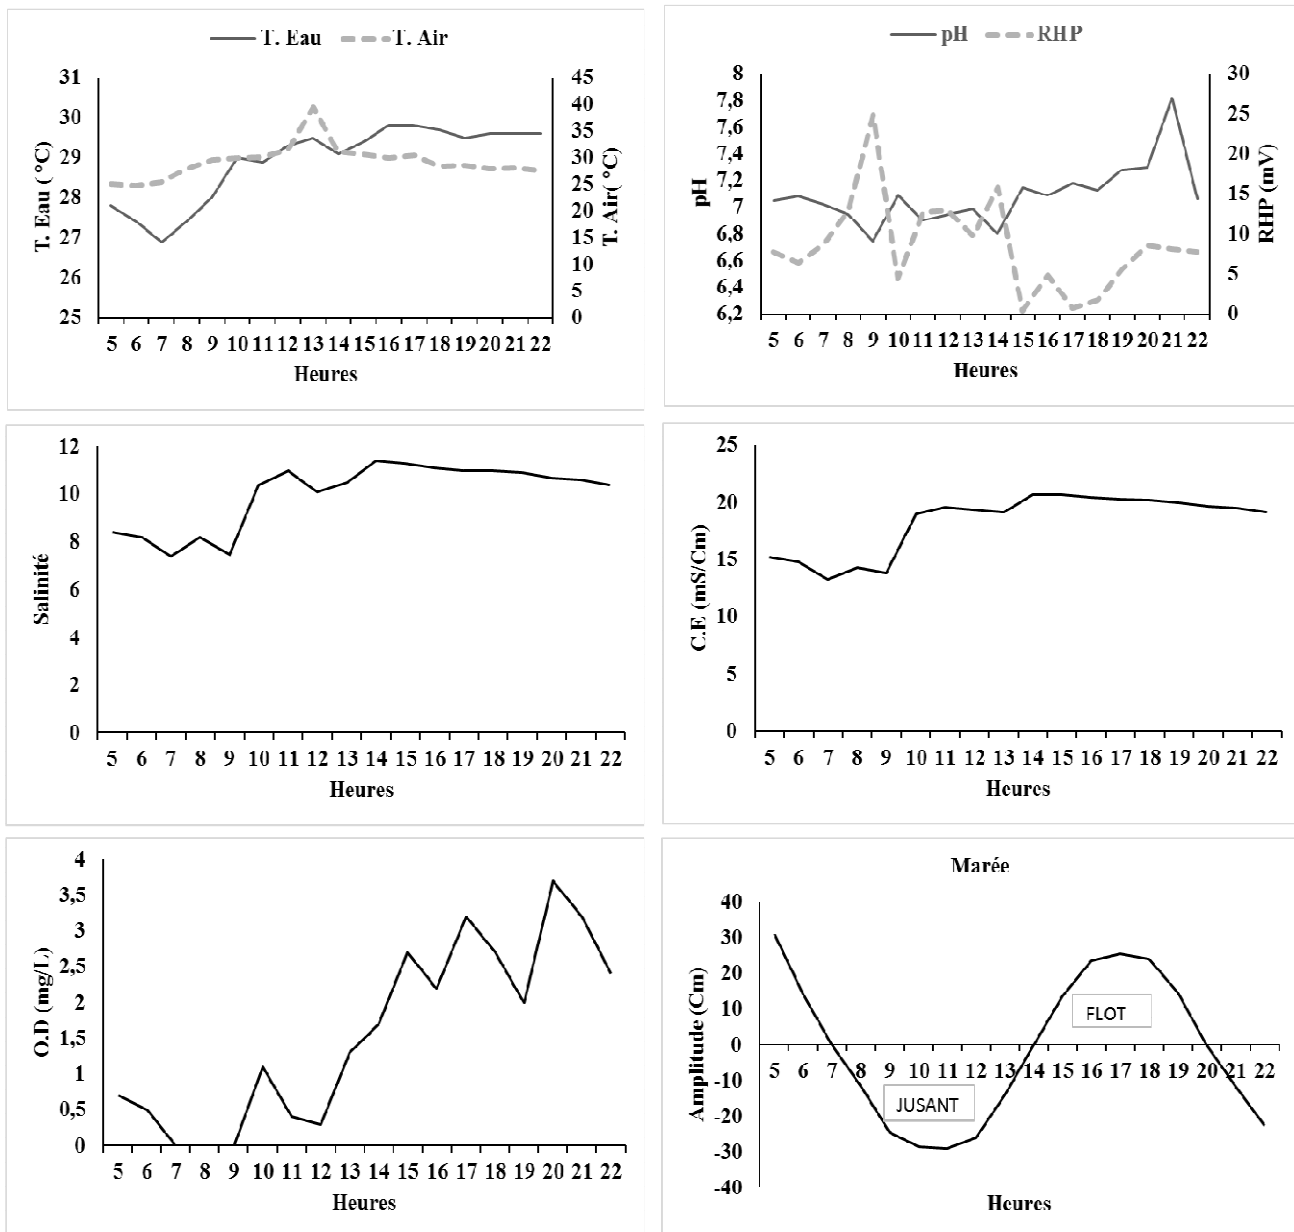 T. Eau T. Air
31
30
29
28
27
26
25
T. Eau ( °C)
45
40
35
30
25
20
15
10
5
0
T. Air( °C)
5 6 7 8 9 10 11 12 13 14 15 16 17 18 19 20 21 22
Heures
pH RHP
8
7,8
7,6
7,4
7,2
7
6,8
6,6
6,4
6,2
pH
30
25
20
15
10
5
0
RHP (mV)
5 6 7 8 9 10 11 12 13 14 15 16 17 18 19 20 21 22
Heures
12
10
8
6
4
2
0
Salinité
5 6 7 8 9 10 11 12 13 14 15 16 17 18 19 20 21 22
Heures
25
20
15
10
5
0
C.E (mS/Cm)
5 6 7 8 9 10 11 12 13 14 15 16 17 18 19 20 21 22
Heures
4
3,5
3
2,5
2
1,5
1
0,5
0
O.D (mg/L)
5 6 7 8 9 10 11 12 13 14 15 16 17 18 19 20 21 22
Heures
Marée
40
30
20
10
0
-10
-20
-30
-40
Amplitude (Cm)
FLOT
5 6 7 8 9 10 11 12 13 14 15 16 17 18 19 20 21 22
JUSANT
Heures